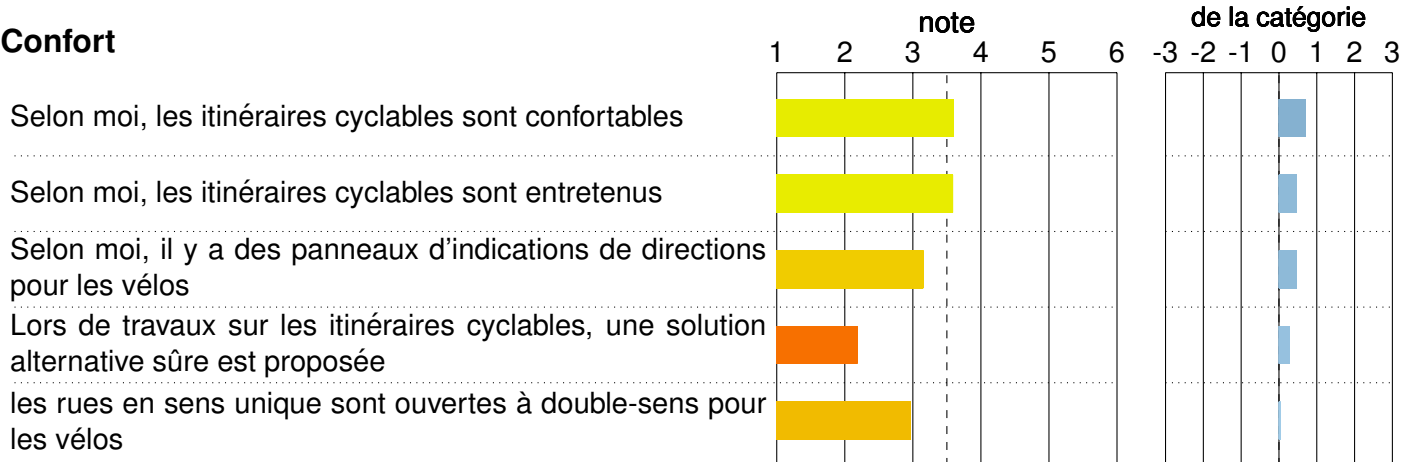 note
de la catégorie
Confort
1 2 3 4 5 6
-3 -2 -1 0 1 2 3
Selon moi, les itinéraires cyclables sont confortables
Selon moi, les itinéraires cyclables sont entretenus
Selon moi, il y a des panneaux d'indications de directions
pour les vélos
Lors de travaux sur les itinéraires cyclables, une solution
alternative sûre est proposée
les rues en sens unique sont ouvertes à double-sens pour
les vélos